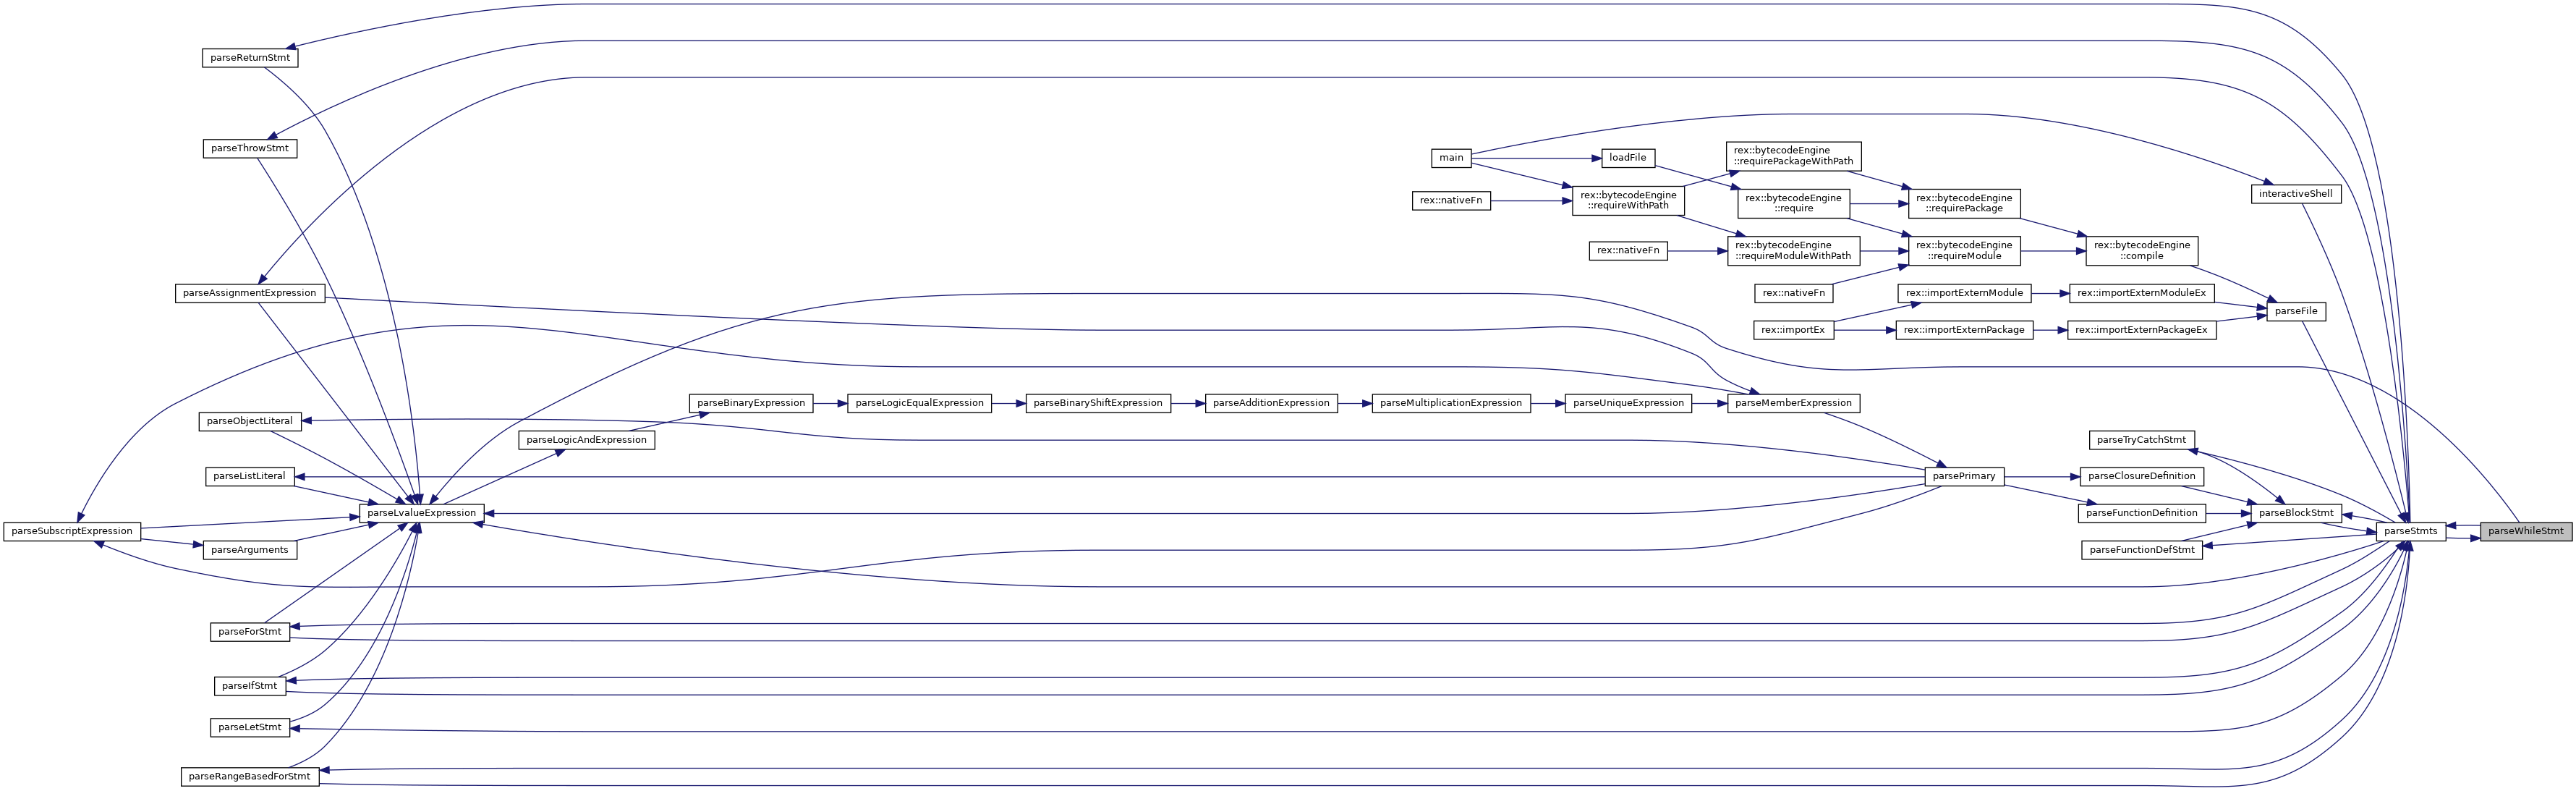 parseReturnStmt
parseThrowStmt
parseAssignmentExpression
parseObjectLiteral
parseListLiteral
parseLvalueExpression
parseSubscriptExpression
parseArguments
parseForStmt
parseIfStmt
parseLetStmt
parseRangeBasedForStmt
parseLogicAndExpression
parseBinaryExpression
parseLogicEqualExpression
parseBinaryShiftExpression
parseAdditionExpression
parseMultiplicationExpression
parseUniqueExpression
parseMemberExpression
main
rex::nativeFn
loadFile
rex::bytecodeEngine
::requireWithPath
rex::nativeFn
rex::bytecodeEngine
::requirePackageWithPath
rex::bytecodeEngine
::require
rex::bytecodeEngine
::requireModuleWithPath
rex::nativeFn
rex::importEx
rex::bytecodeEngine
::requirePackage
rex::bytecodeEngine
::requireModule
rex::importExternModule
rex::importExternPackage
rex::bytecodeEngine
::compile
rex::importExternModuleEx
rex::importExternPackageEx
interactiveShell
parseFile
parsePrimary
parseTryCatchStmt
parseClosureDefinition
parseFunctionDefinition
parseFunctionDefStmt
parseBlockStmt
parseStmts
parseWhileStmt